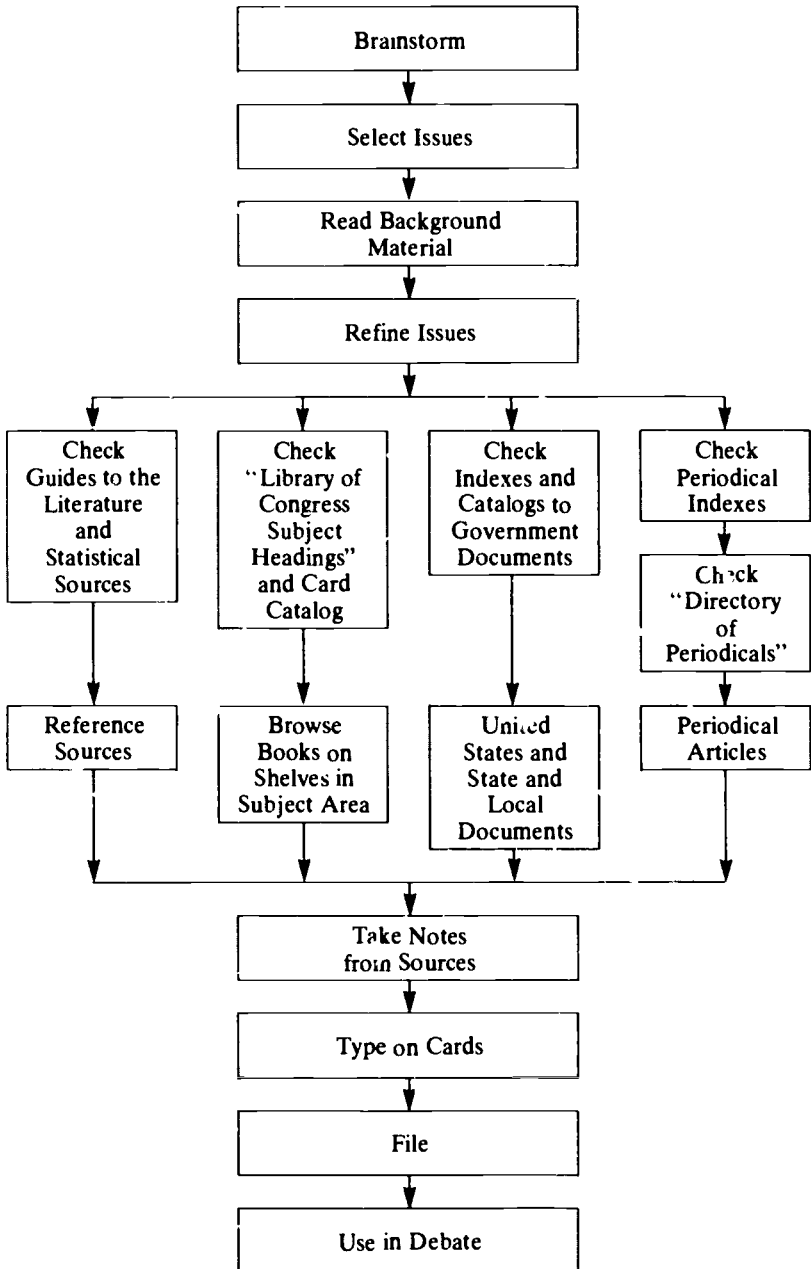 Brainstorm
Select Issues
Read Background
Material
Refine Issues
Check
Guides to the
Literature
and
Statistical
Sources
Check
“Library of
Congress
Subject
Headings”
and Card
Catalog
Check
Indexes and
Catalogs to
Government
Documents
Check
Periodical
Indexes
Check
“Directory
of
Periodicals”
Reference
Sources
Browse
Books on
Shelves in
Subject Area
United
States and
State and
Local
Documents
Periodical
Articles
Take Notes
from Sources
Type on Cards
File
Use in Debate